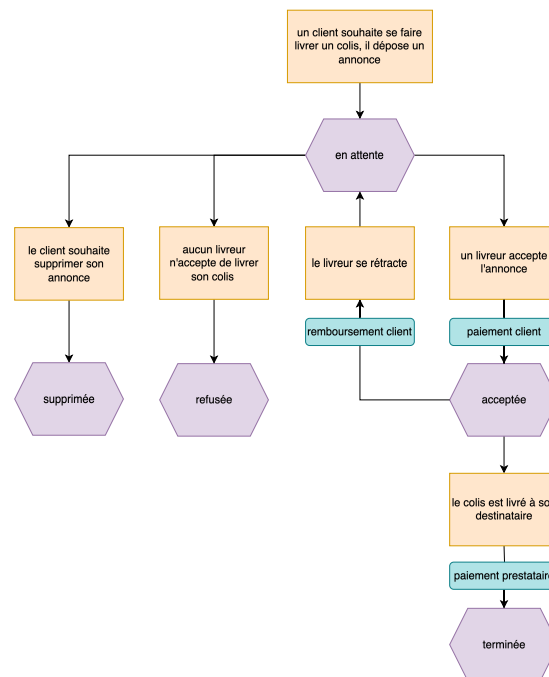 un client souhaite se faire
livrer un colis, il dépose un
annonce
en attente
le client souhaite
supprimer son
annonce
aucun livreur
n'accepte de livrer
son colis
le livreur se rétracte
un livreur accepte
l'annonce
remboursement client
paiement client
supprimée
refusée
acceptée
le colis est livré à so
destinataire
paiement prestataire
terminée